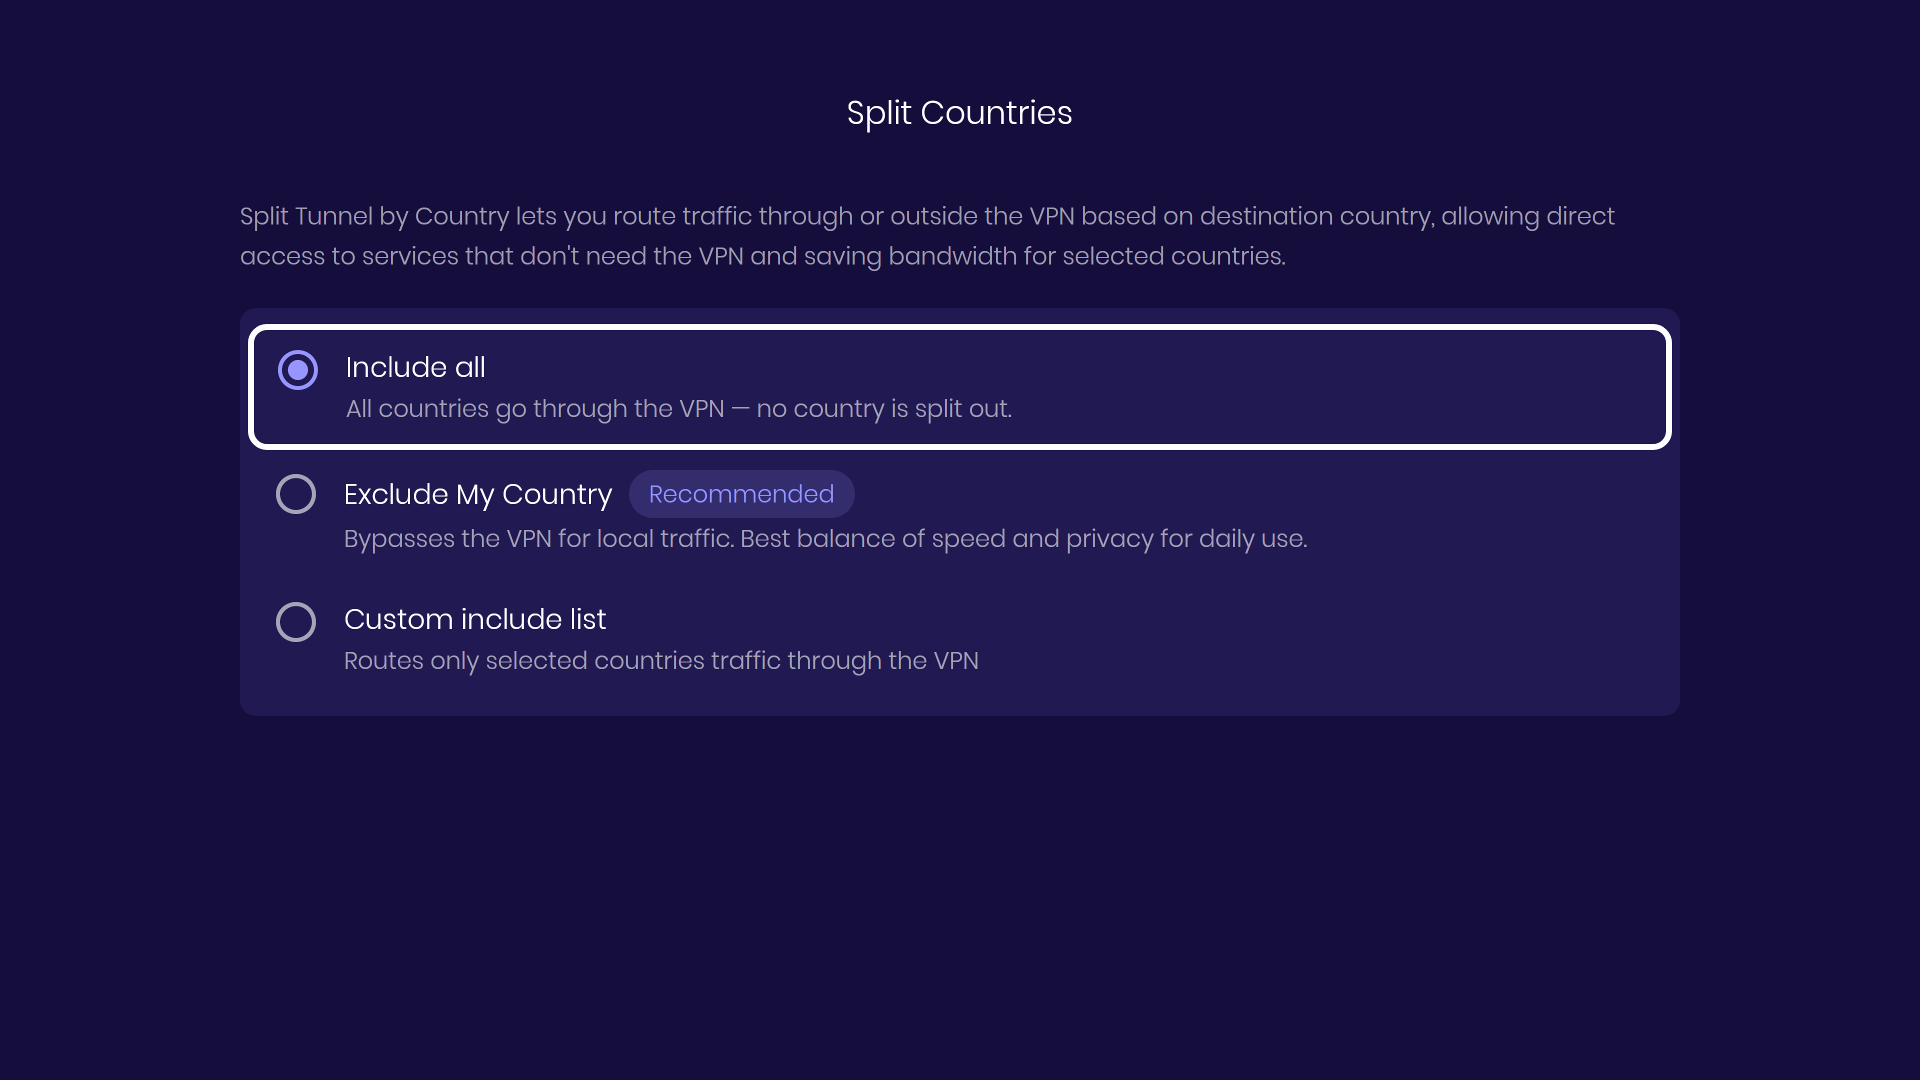 Split Countries
Split Tunnel by Country lets you route traffic through or outside the VPN based on destination country, allowing direct
access to services that don't need the VPN and saving bandwidth for selected countries.
Include all
All countries go through the VPN — no country is split out.
Exclude My Country Recommended
Bypasses the VPN for local traffic. Best balance of speed and privacy for daily use.
Custom include list
Routes only selected countries traffic through the VPN